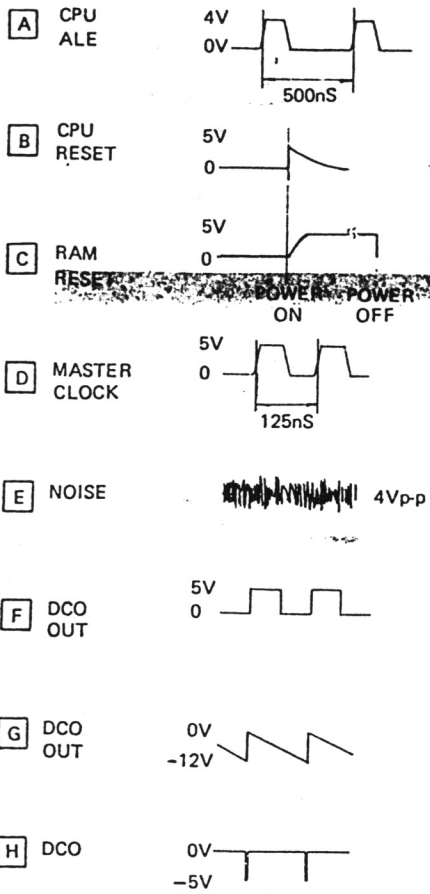 A CPU 4V
ALE 0V
500nS
B CPU 5V
RESET 0
C RAM 5V
RESET 0
POWER POWER
ON OFF
D MASTER 5V
CLOCK 0
125nS
E NOISE 4Vp-p
F DCO 5V
OUT 0
G DCO 0V
OUT -12V
H DCO 0V
-5V